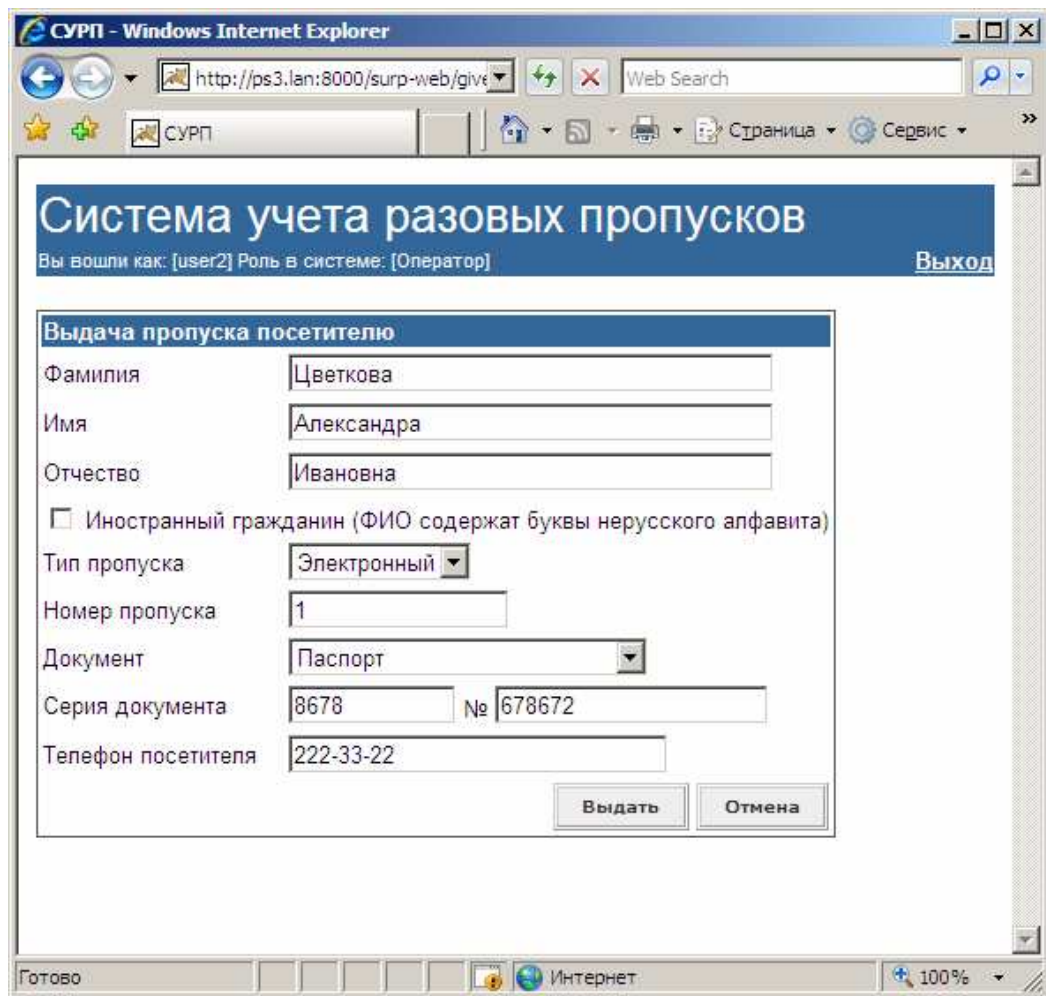 СУРП - Windows Internet Explorer
http://ps3.lan:8000/surp-web/give
Web Search
СУРП
Страница
Сервис
Система учета разовых пропусков
Вы вошли как: [user2] Роль в системе: [Оператор]
Выход
Выдача пропуска посетителю
Фамилия Цветкова
Имя Александра
Отчество Ивановна
Иностранный гражданин (ФИО содержат буквы нерусского алфавита)
Тип пропуска Электронный
Номер пропуска 1
Документ Паспорт
Серия документа 8678 № 678672
Телефон посетителя 222-33-22
Выдать Отмена
Готово Интернет 100%